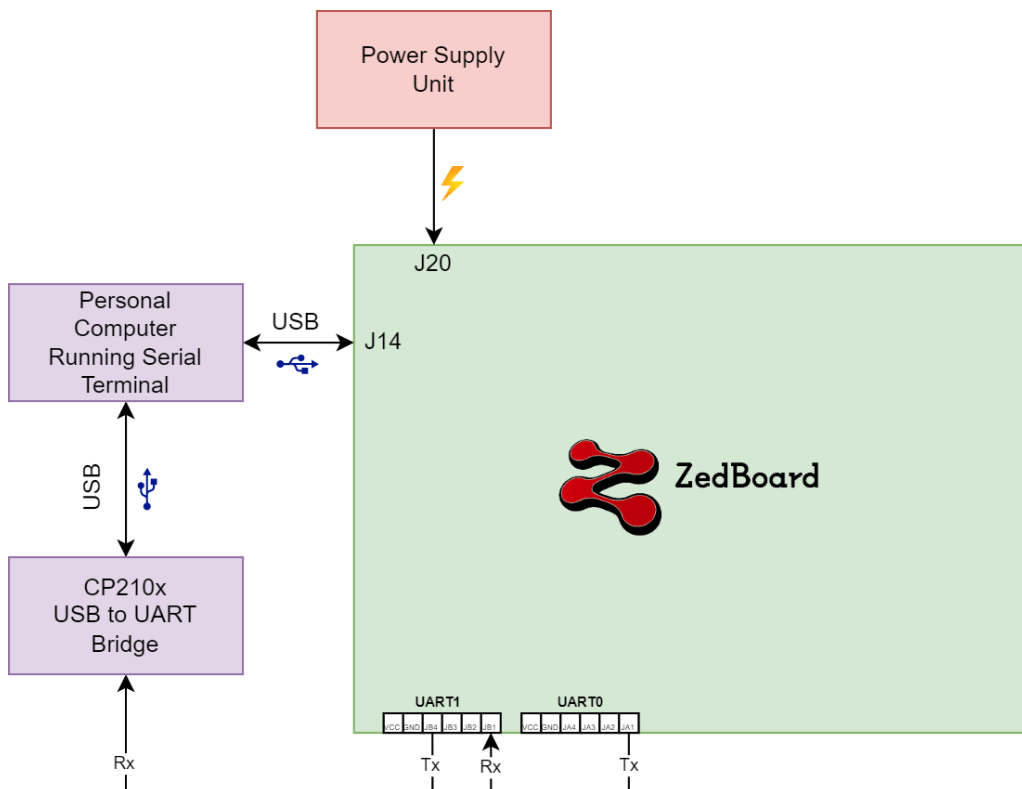 Power Supply
Unit
J20
Personal
Computer
Running Serial
Terminal
USB
J14
USB
ZedBoard
CP210x
USB to UART
Bridge
UART1
UART0
VCC GND JB4 JB3 JB2 JB1
VCC GND JA4 JA3 JA2 JA1
Rx
Tx
Rx
Tx